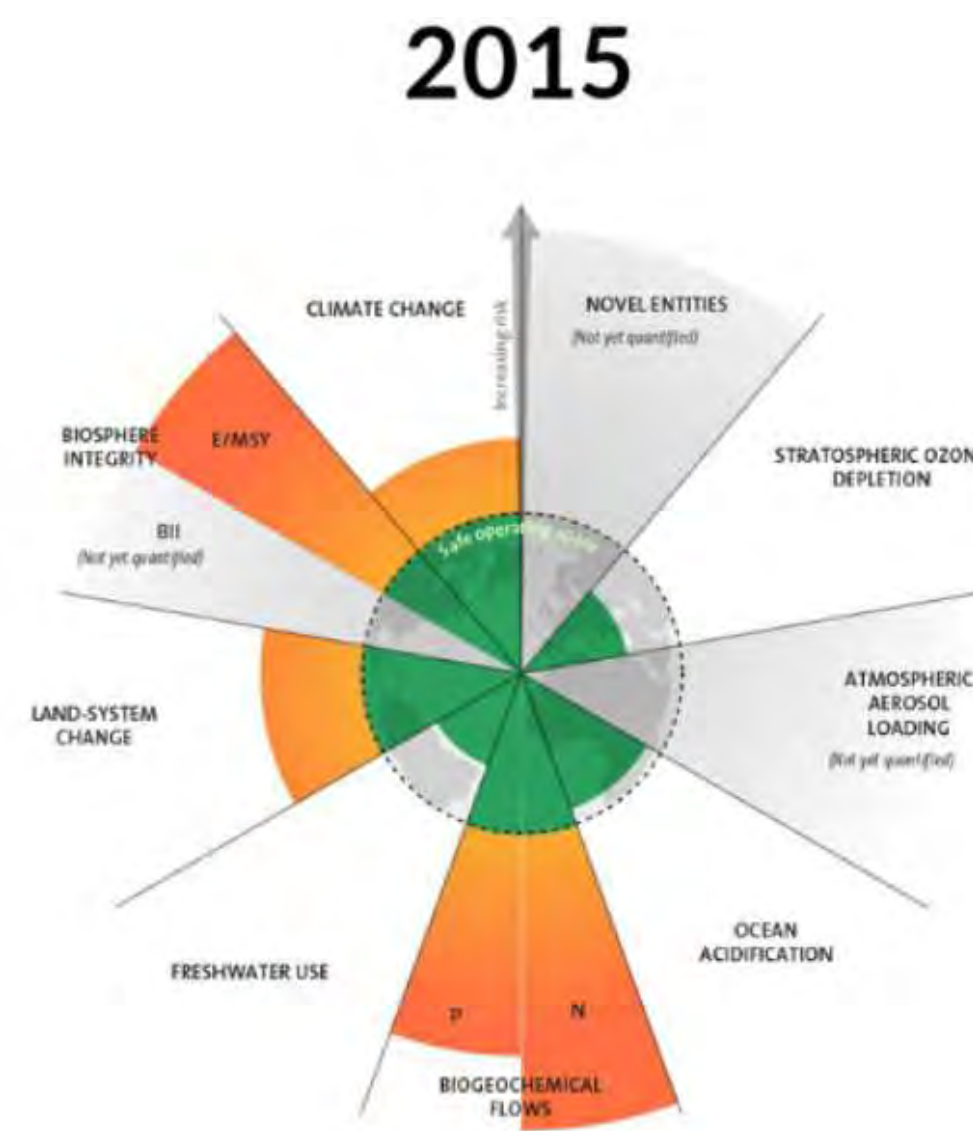 2015
CLIMATE CHANGE
Increasing risk
NOVEL ENTITIES
(Not yet quantified)
STRATOSPHERIC OZON
DEPLETION
BIOSPHERE
INTEGRITY
E/MSY
BII
(Not yet quantified)
Safe operating
ATMOSPHERIC
AEROSOL
LOADING
(Not yet quantified)
LAND-SYSTEM
CHANGE
OCEAN
ACIDIFICATION
FRESHWATER USE
P
N
BIOGEOCHEMICAL
FLOWS